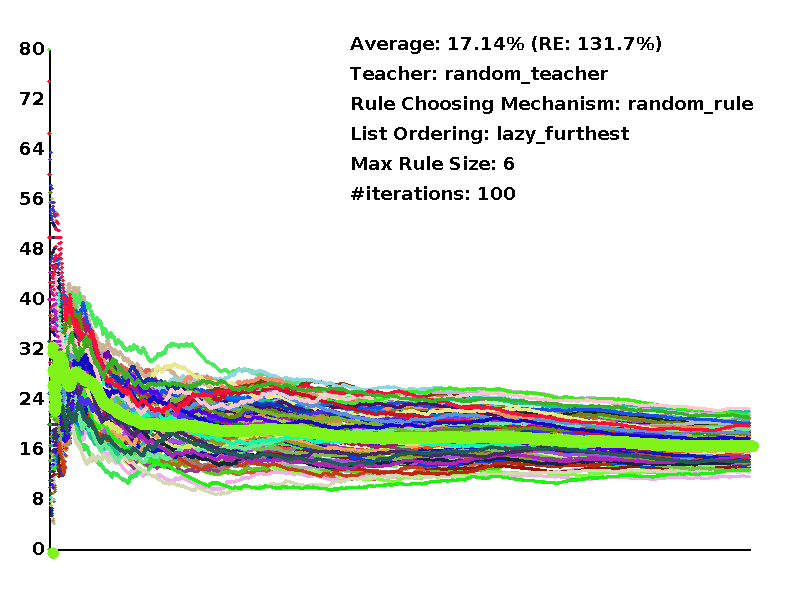 Average: 17.14% (RE: 131.7%)
Teacher: random_teacher
Rule Choosing Mechanism: random_rule
List Ordering: lazy_furthest
Max Rule Size: 6
#iterations: 100
80
72
64
56
48
40
32
24
16
8
0